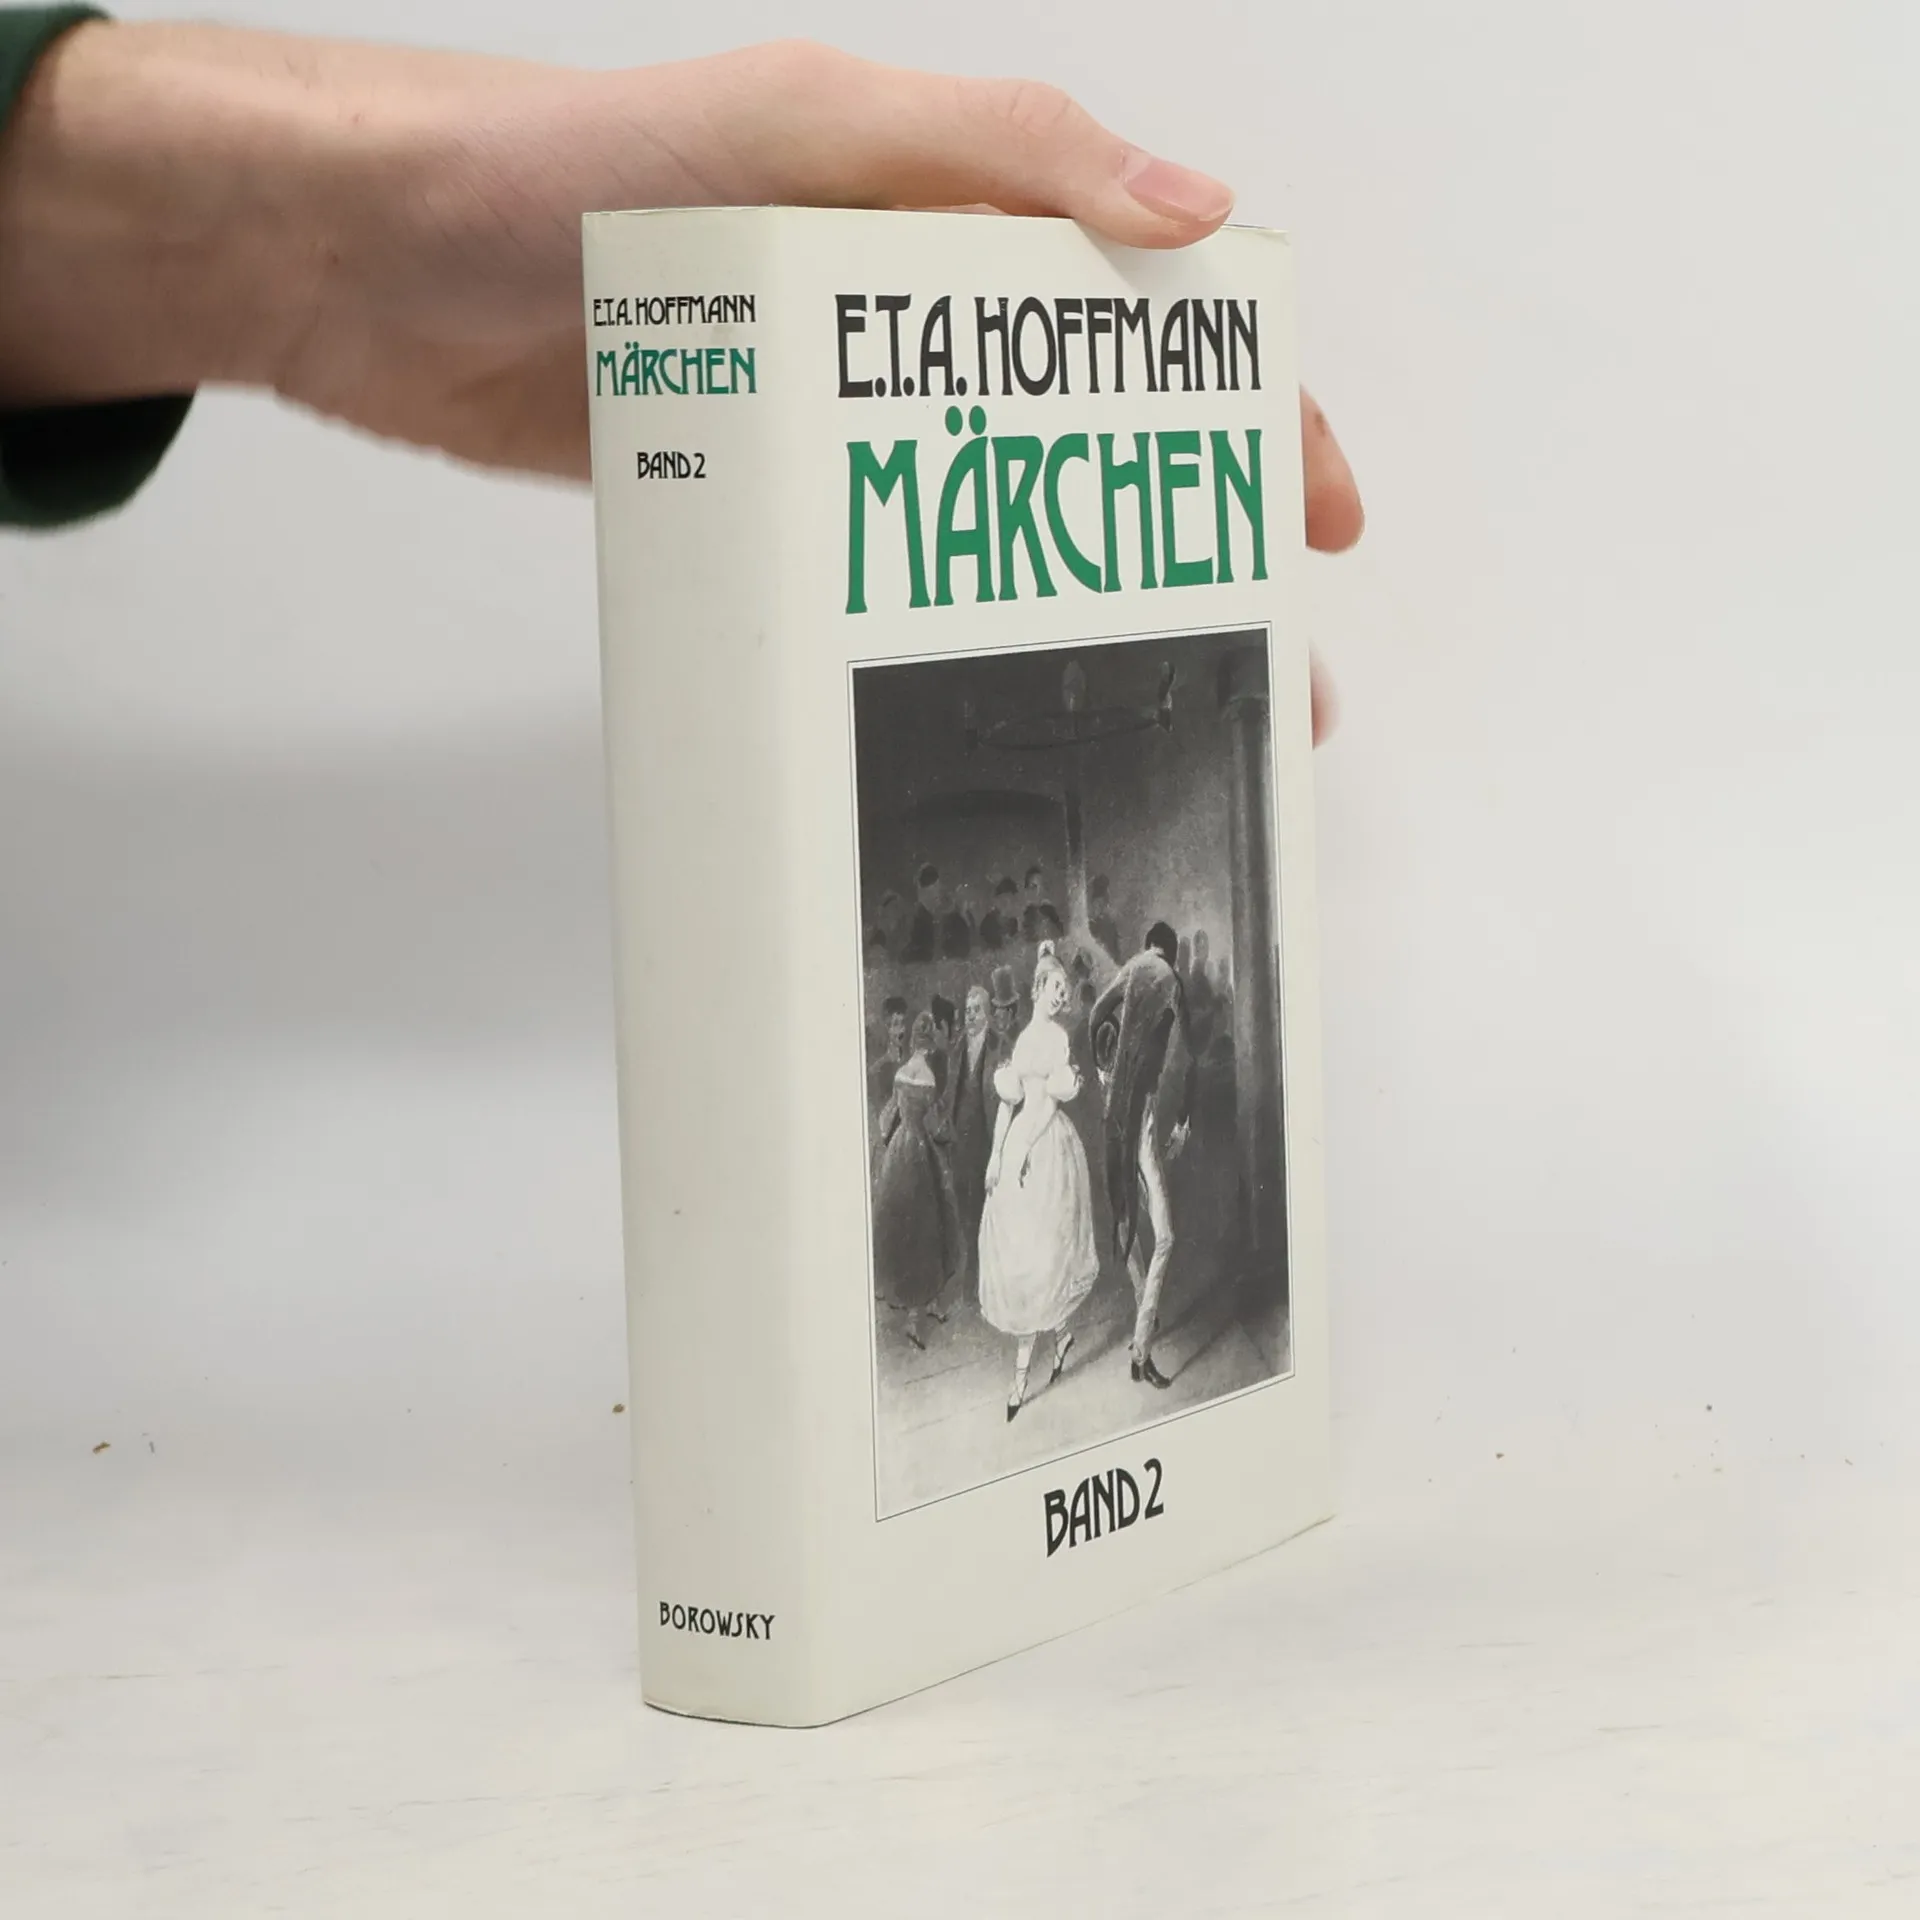 E.T.A. HOFFMANN
MÄRCHEN
BAND 2
BOROWSKY
E.T.A. HOFFMANN
MÄRCHEN
BAND 2